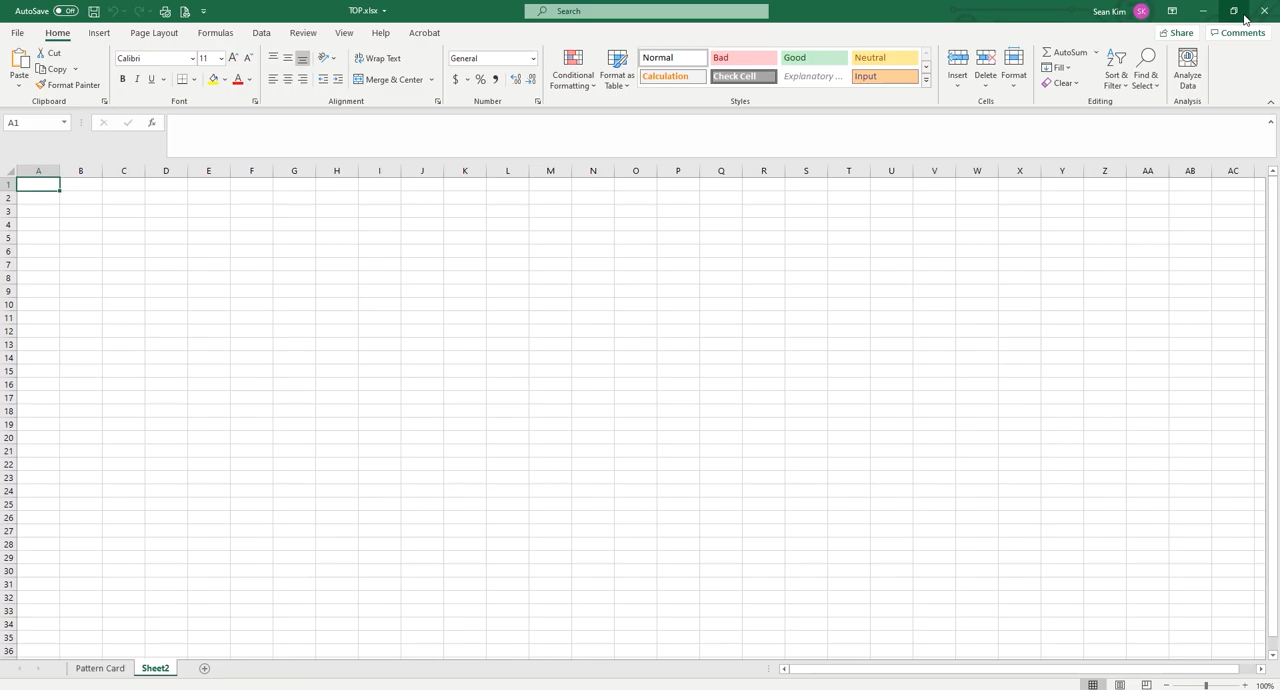 AutoSave Off TOP.xlsx Search Sean Kim SK
File Home Insert Page Layout Formulas Data Review View Help Acrobat Share Comments
Paste Cut Copy Format Painter Clipboard
Calibri 11 A A B I U A Font
Wrap Text Merge & Center Alignment
General $ % , Number
Conditional Formatting Format as Table
Normal Bad Good Neutral
Calculation Check Cell Explanatory ... Input
Styles
Insert Delete Format Cells
AutoSum Fill Clear Sort & Filter Find & Select Editing
Analyze Data Analysis
A1 fx
A B C D E F G H I J K L M N O P Q R S T U V W X Y Z AA AB AC
1
2
3
4
5
6
7
8
9
10
11
12
13
14
15
16
17
18
19
20
21
22
23
24
25
26
27
28
29
30
31
32
33
34
35
36
Pattern Card Sheet2
100%